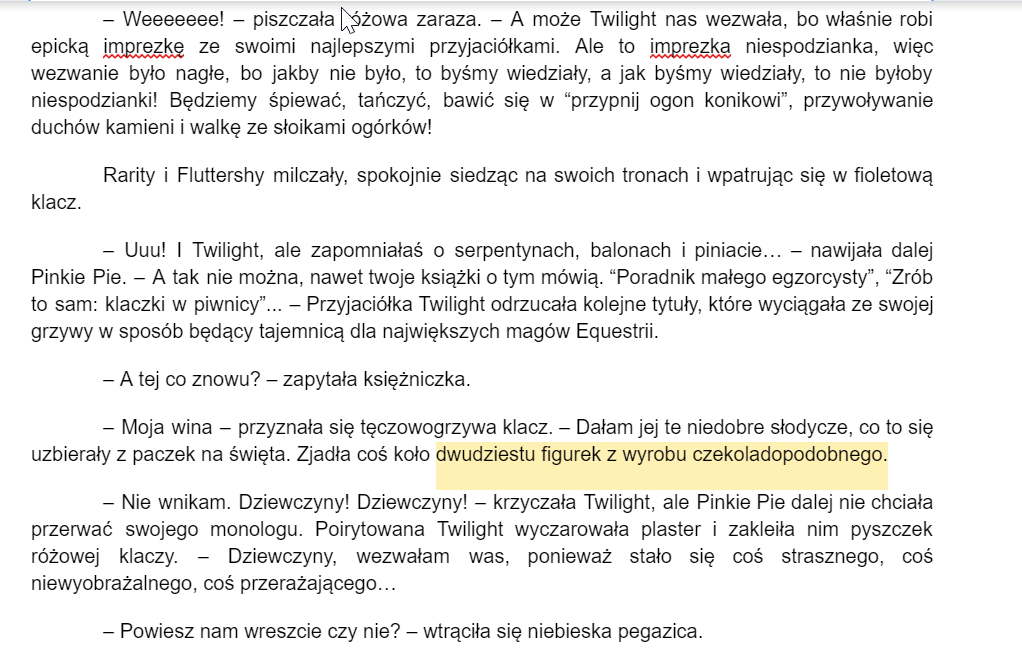 – Weeeeeee! – piszczała różowa zaraza. – A może Twilight nas wezwała, bo właśnie robi
epicką imprezkę ze swoimi najlepszymi przyjaciółkami. Ale to imprezka niespodzianka, więc
wezwanie było nagłe, bo jakby nie było, to byśmy wiedziały, a jak byśmy wiedziały, to nie byłoby
niespodzianki! Będziemy śpiewać, tańczyć, bawić się w “przypnij ogon konikowi”, przywoływanie
duchów kamieni i walkę ze słoikami ogórków!
Rarity i Fluttershy milczały, spokojnie siedząc na swoich tronach i wpatrując się w fioletową
klacz.
– Uuu! I Twilight, ale zapomniałaś o serpentynach, balonach i piniacie… – nawijała dalej
Pinkie Pie. – A tak nie można, nawet twoje książki o tym mówią. “Poradnik małego egzorcysty”, “Zrób
to sam: klaczki w piwnicy”... – Przyjaciółka Twilight odrzucała kolejne tytuły, które wyciągała ze swojej
grzywy w sposób będący tajemnicą dla największych magów Equestrii.
– A tej co znowu? – zapytała księżniczka.
– Moja wina – przyznała się tęczowogrzywa klacz. – Dałam jej te niedobre słodycze, co to się
uzbierały z paczek na święta. Zjadła coś koło dwudziestu figurek z wyrobu czekoladopodobnego.
– Nie wnikam. Dziewczyny! Dziewczyny! – krzyczała Twilight, ale Pinkie Pie dalej nie chciała
przerwać swojego monologu. Poirytowana Twilight wyczarowała plaster i zakleiła nim pyszczek
różowej klaczy. – Dziewczyny, wezwałam was, ponieważ stało się coś strasznego, coś
niewyobrażalnego, coś przerażającego…
– Powiesz nam wreszcie czy nie? – wtrąciła się niebieska pegazica.